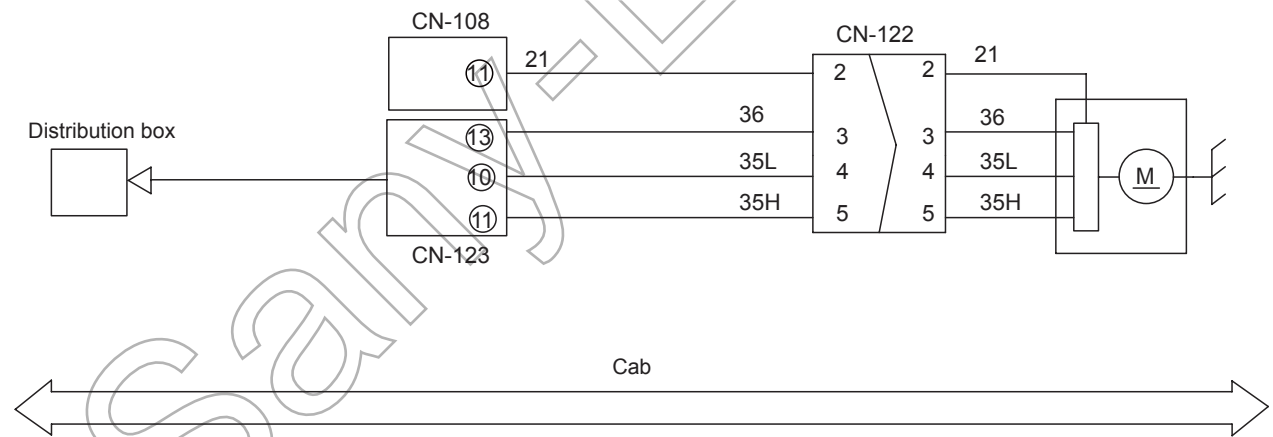 CN-108
CN-122
11 21 2 2 21
Distribution box
13 36 3 3 36
10 35L 4 4 35L
M
11 35H 5 5 35H
CN-123
Cab
Sany-